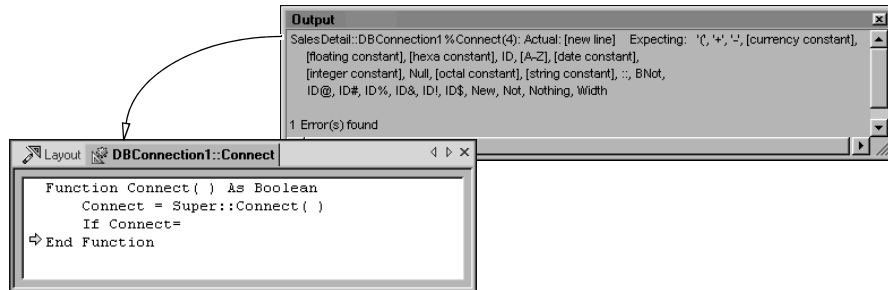 Output
SalesDetail::DBConnection1%Connect(4): Actual: [new line] Expecting: '(', '+', '-', [currency constant],
[floating constant], [hexa constant], ID, [A-Z], [date constant],
[integer constant], Null, [octal constant], [string constant], ::, BNot,
ID@, ID#, ID%, ID&, ID!, ID$, New, Not, Nothing, Width
1 Error(s) found
Layout DBConnection1::Connect
Function Connect( ) As Boolean
Connect = Super::Connect( )
If Connect=
End Function